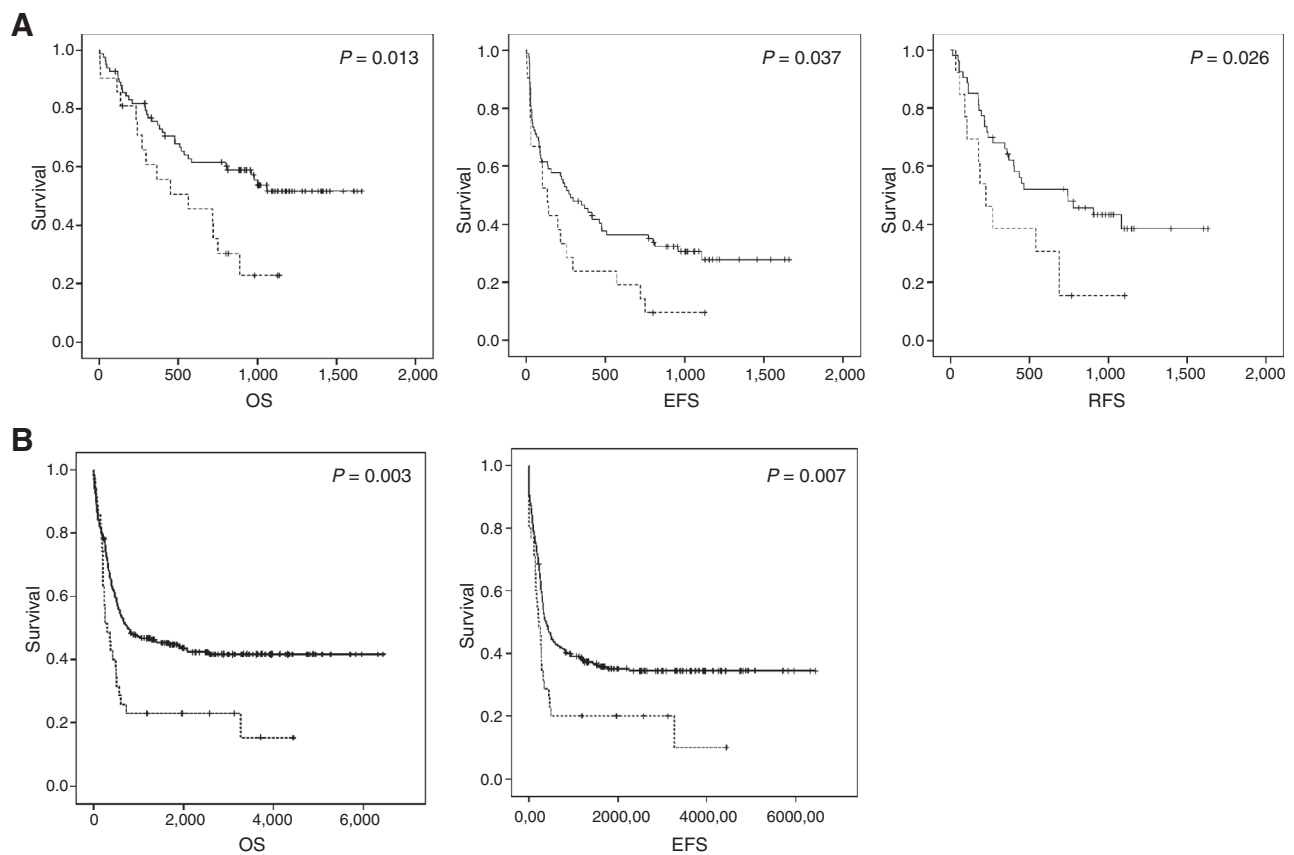 A
P = 0.013
1.0
0.8
0.6
0.4
0.2
0.0
Survival
0 500 1,000 1,500 2,000
OS
P = 0.037
1.0
0.8
0.6
0.4
0.2
0.0
Survival
0 500 1,000 1,500 2,000
EFS
P = 0.026
1.0
0.8
0.6
0.4
0.2
0.0
Survival
0 500 1,000 1,500 2,000
RFS
B
P = 0.003
1.0
0.8
0.6
0.4
0.2
0.0
Survival
0 2,000 4,000 6,000
OS
P = 0.007
1.0
0.8
0.6
0.4
0.2
0.0
Survival
0,00 2000,00 4000,00 6000,00
EFS